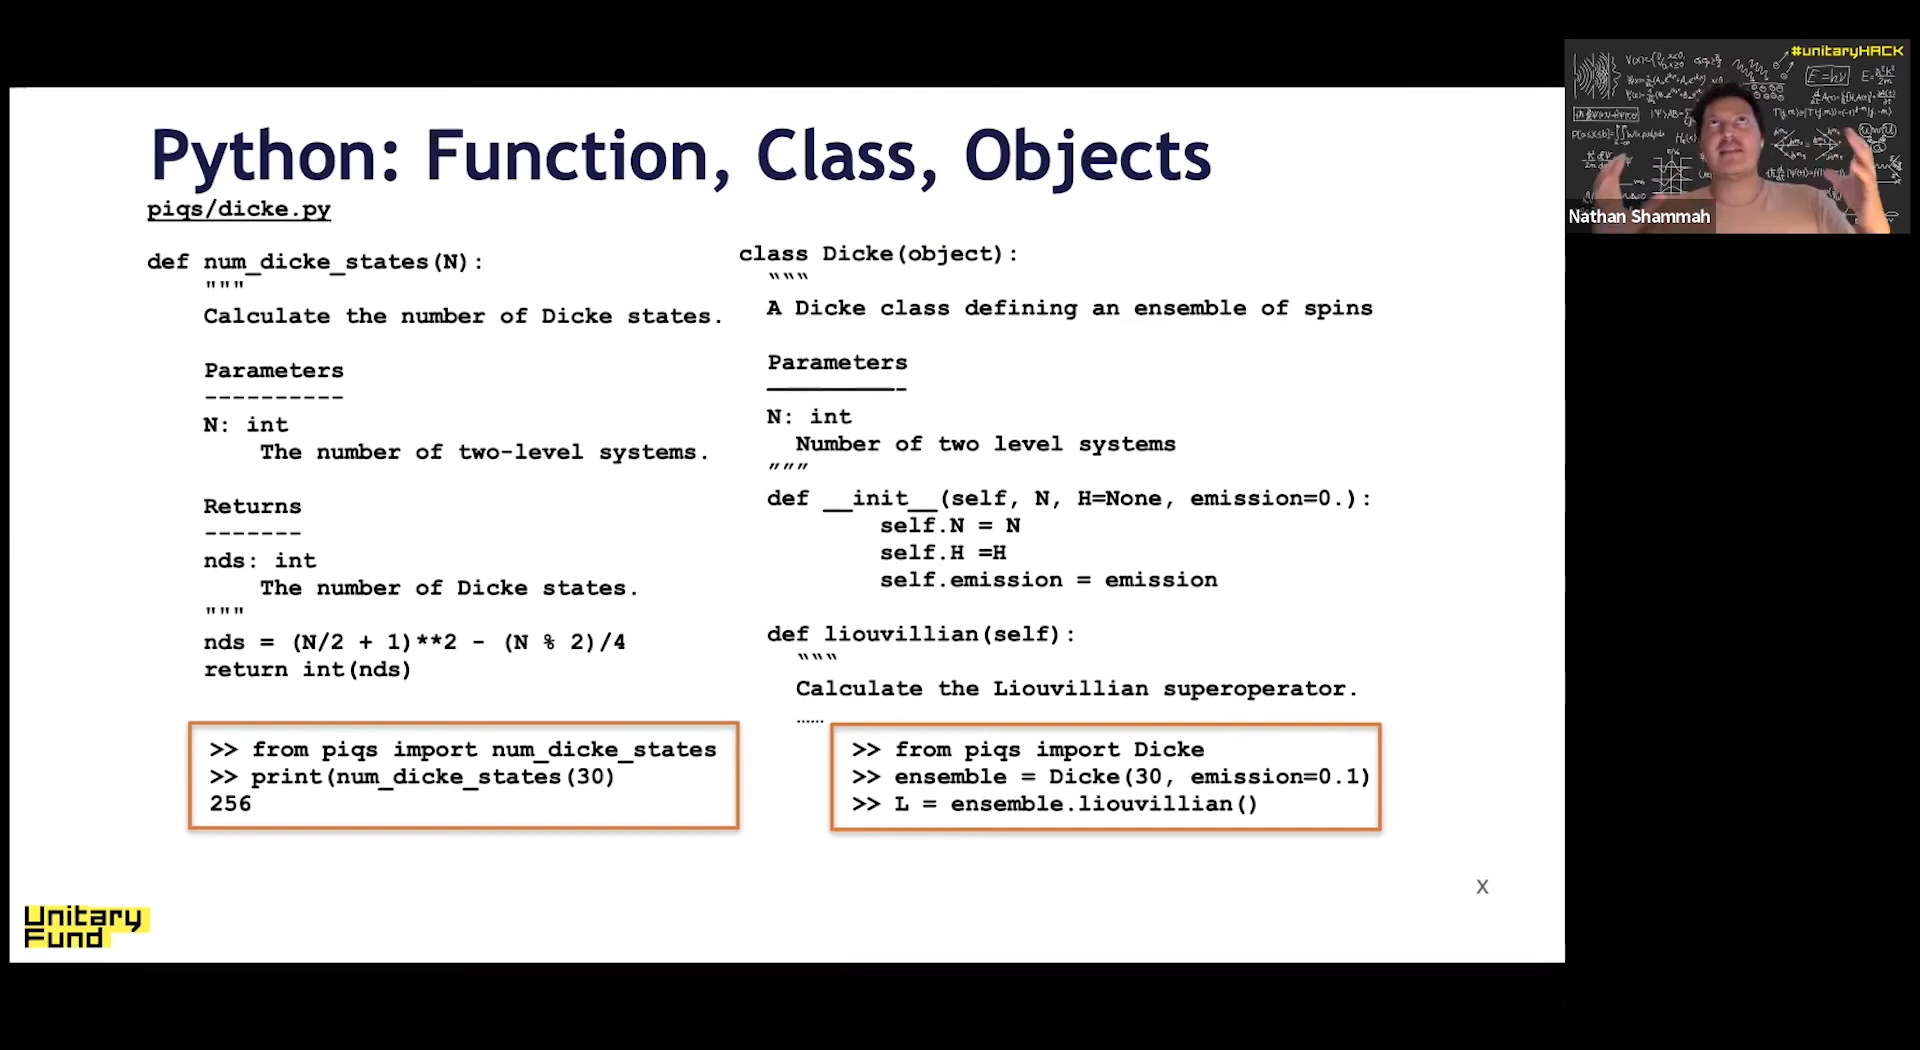 Python: Function, Class, Objects
piqs/dicke.py
def num_dicke_states(N):
"""
Calculate the number of Dicke states.
Parameters
----------
N: int
The number of two-level systems.
Returns
-------
nds: int
The number of Dicke states.
"""
nds = (N/2 + 1)**2 - (N % 2)/4
return int(nds)
>> from piqs import num_dicke_states
>> print(num_dicke_states(30)
256
class Dicke(object):
"""
A Dicke class defining an ensemble of spins
Parameters
—————————-
N: int
Number of two level systems
"""
def __init__(self, N, H=None, emission=0.):
self.N = N
self.H =H
self.emission = emission
def liouvillian(self):
"""
Calculate the Liouvillian superoperator.
……
>> from piqs import Dicke
>> ensemble = Dicke(30, emission=0.1)
>> L = ensemble.liouvillian()
X
Unitary
Fund
#unitaryHACK
E=hν
Nathan Shammah